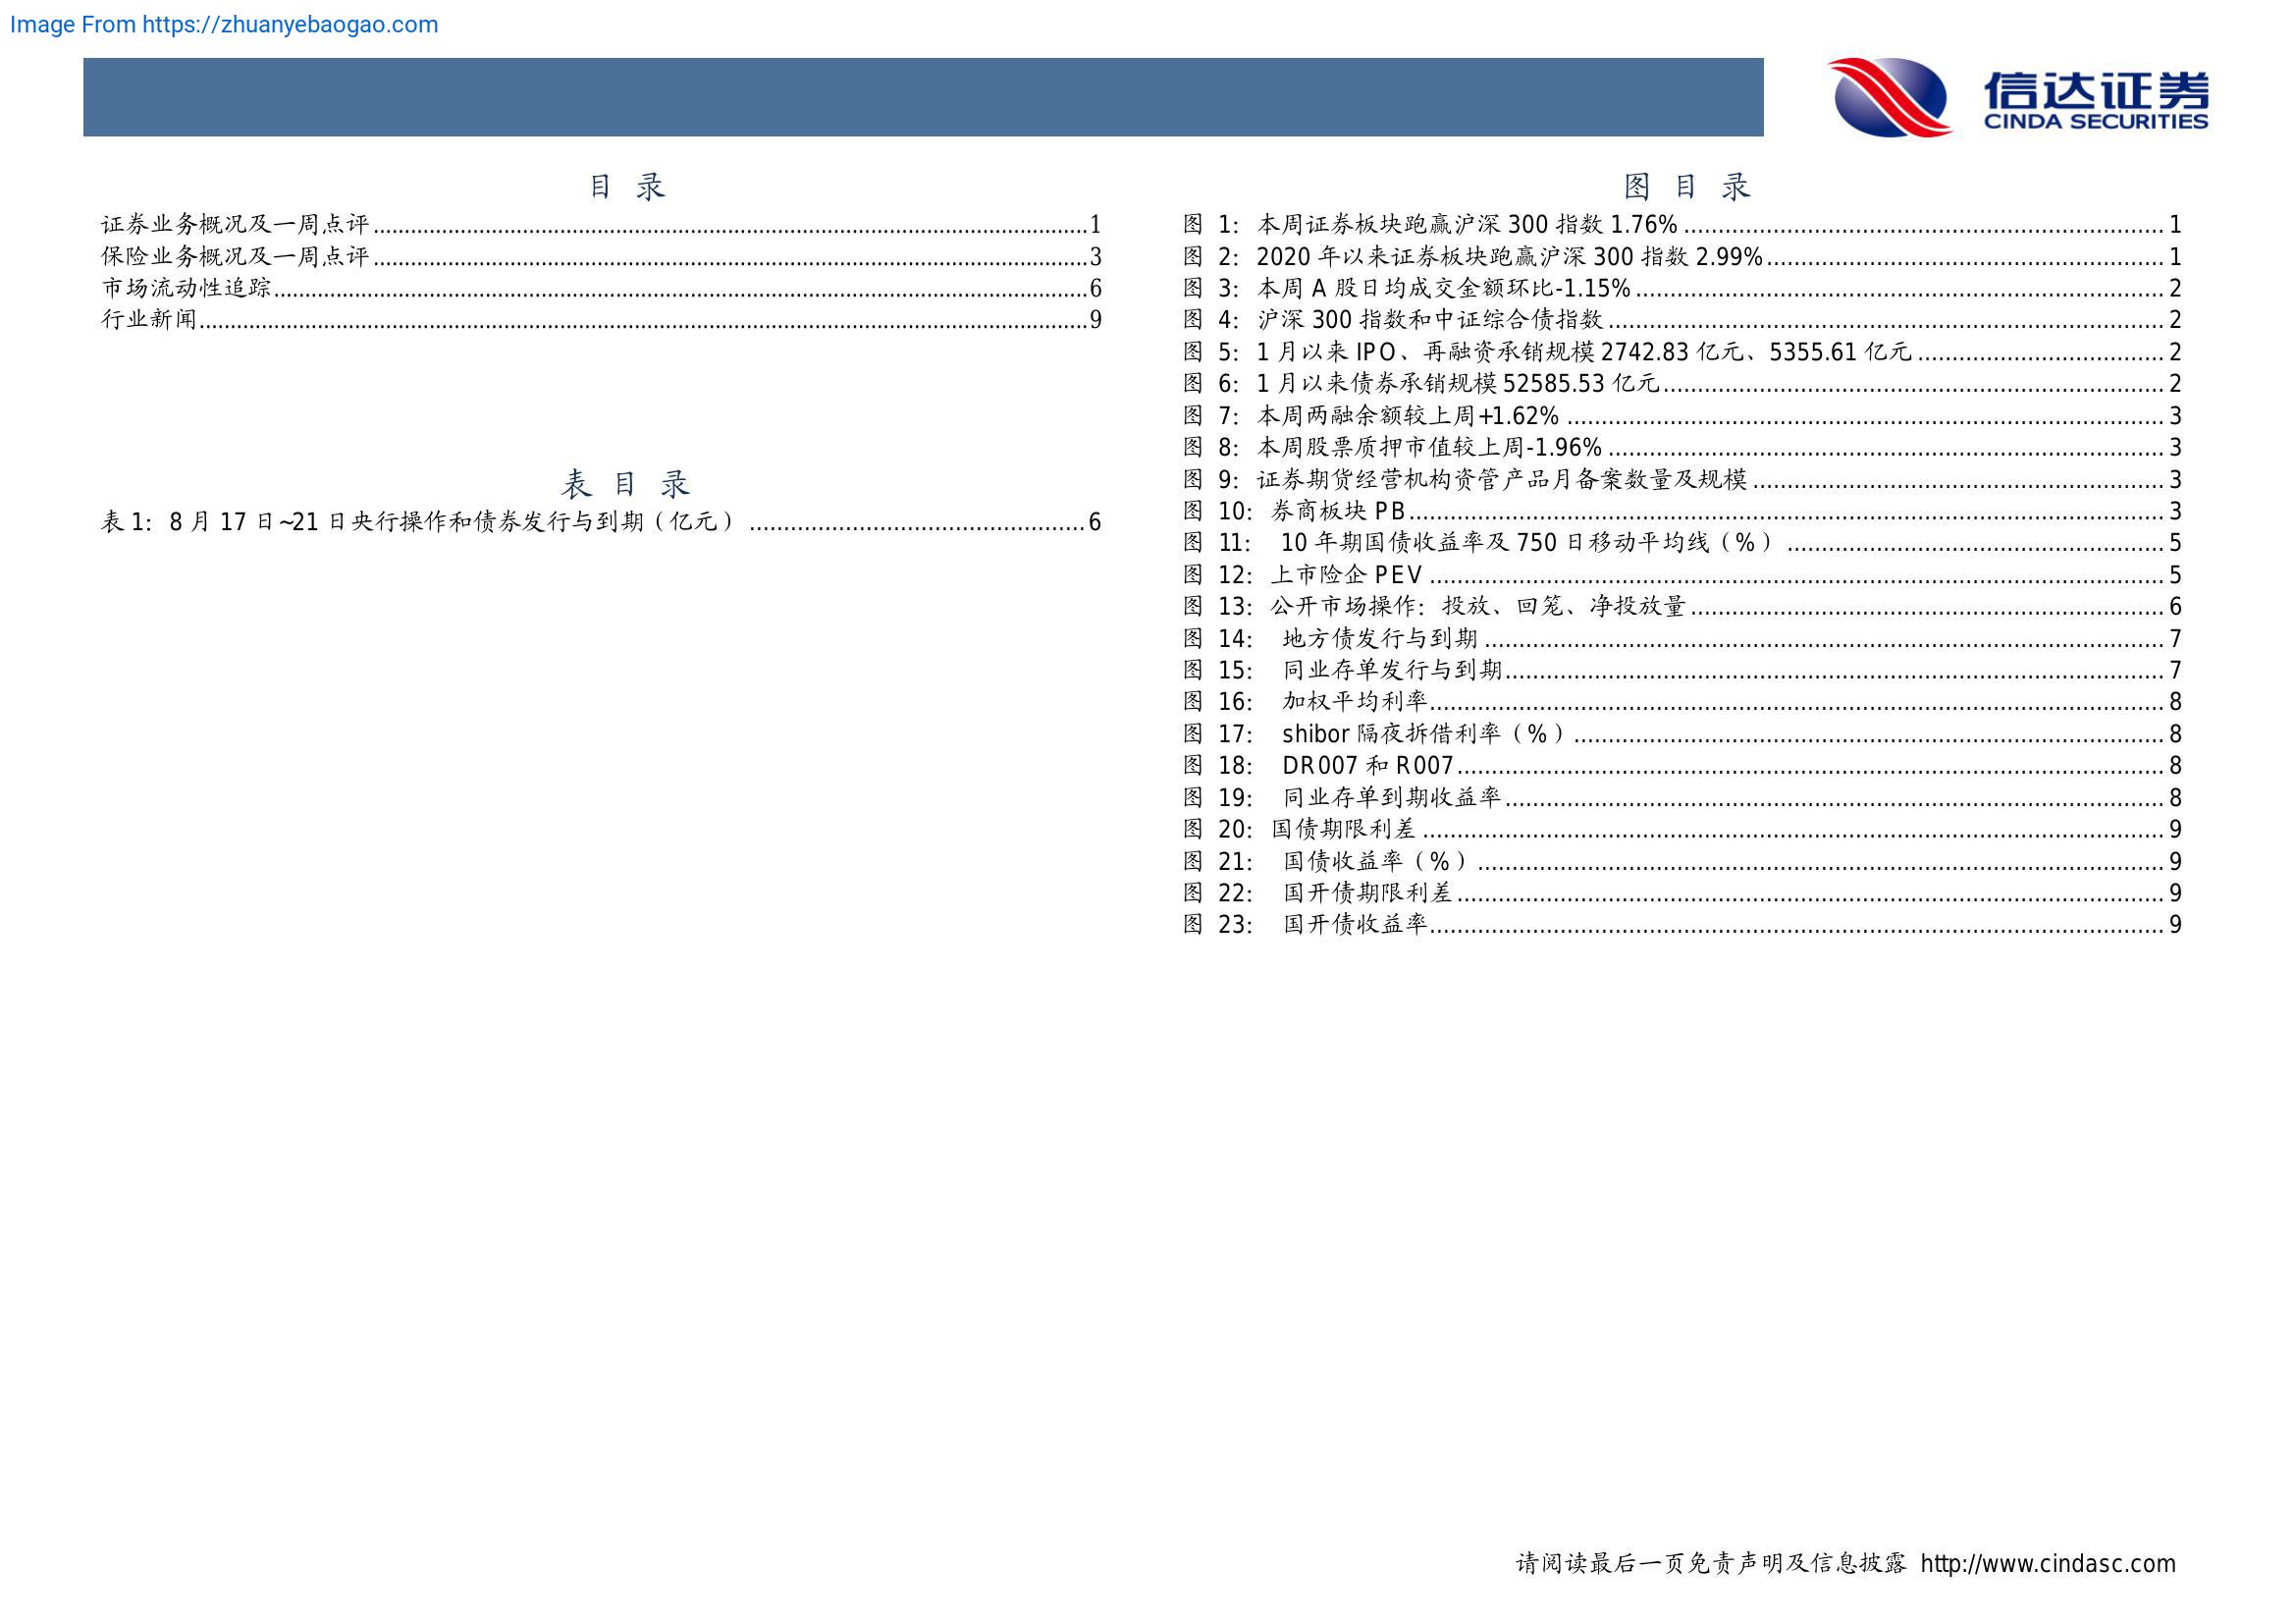 Image From https://zhuanyebaogao.com
信达证券
CINDA SECURITIES
目 录
证券业务概况及一周点评 1
保险业务概况及一周点评 3
市场流动性追踪 6
行业新闻 9
表 目 录
表 1：8 月 17 日~21 日央行操作和债券发行与到期（亿元） 6
图 目 录
图 1：本周证券板块跑赢沪深 300 指数 1.76% 1
图 2：2020 年以来证券板块跑赢沪深 300 指数 2.99% 1
图 3：本周 A 股日均成交金额环比-1.15% 2
图 4：沪深 300 指数和中证综合债指数 2
图 5：1 月以来 IPO、再融资承销规模 2742.83 亿元、5355.61 亿元 2
图 6：1 月以来债券承销规模 52585.53 亿元 2
图 7：本周两融余额较上周+1.62% 3
图 8：本周股票质押市值较上周-1.96% 3
图 9：证券期货经营机构资管产品月备案数量及规模 3
图 10：券商板块 PB 3
图 11： 10 年期国债收益率及 750 日移动平均线（%） 5
图 12：上市险企 PEV 5
图 13：公开市场操作：投放、回笼、净投放量 6
图 14： 地方债发行与到期 7
图 15： 同业存单发行与到期 7
图 16： 加权平均利率 8
图 17： shibor 隔夜拆借利率（%） 8
图 18： DR007 和 R007 8
图 19： 同业存单到期收益率 8
图 20：国债期限利差 9
图 21： 国债收益率（%） 9
图 22： 国开债期限利差 9
图 23： 国开债收益率 9
请阅读最后一页免责声明及信息披露 http://www.cindasc.com